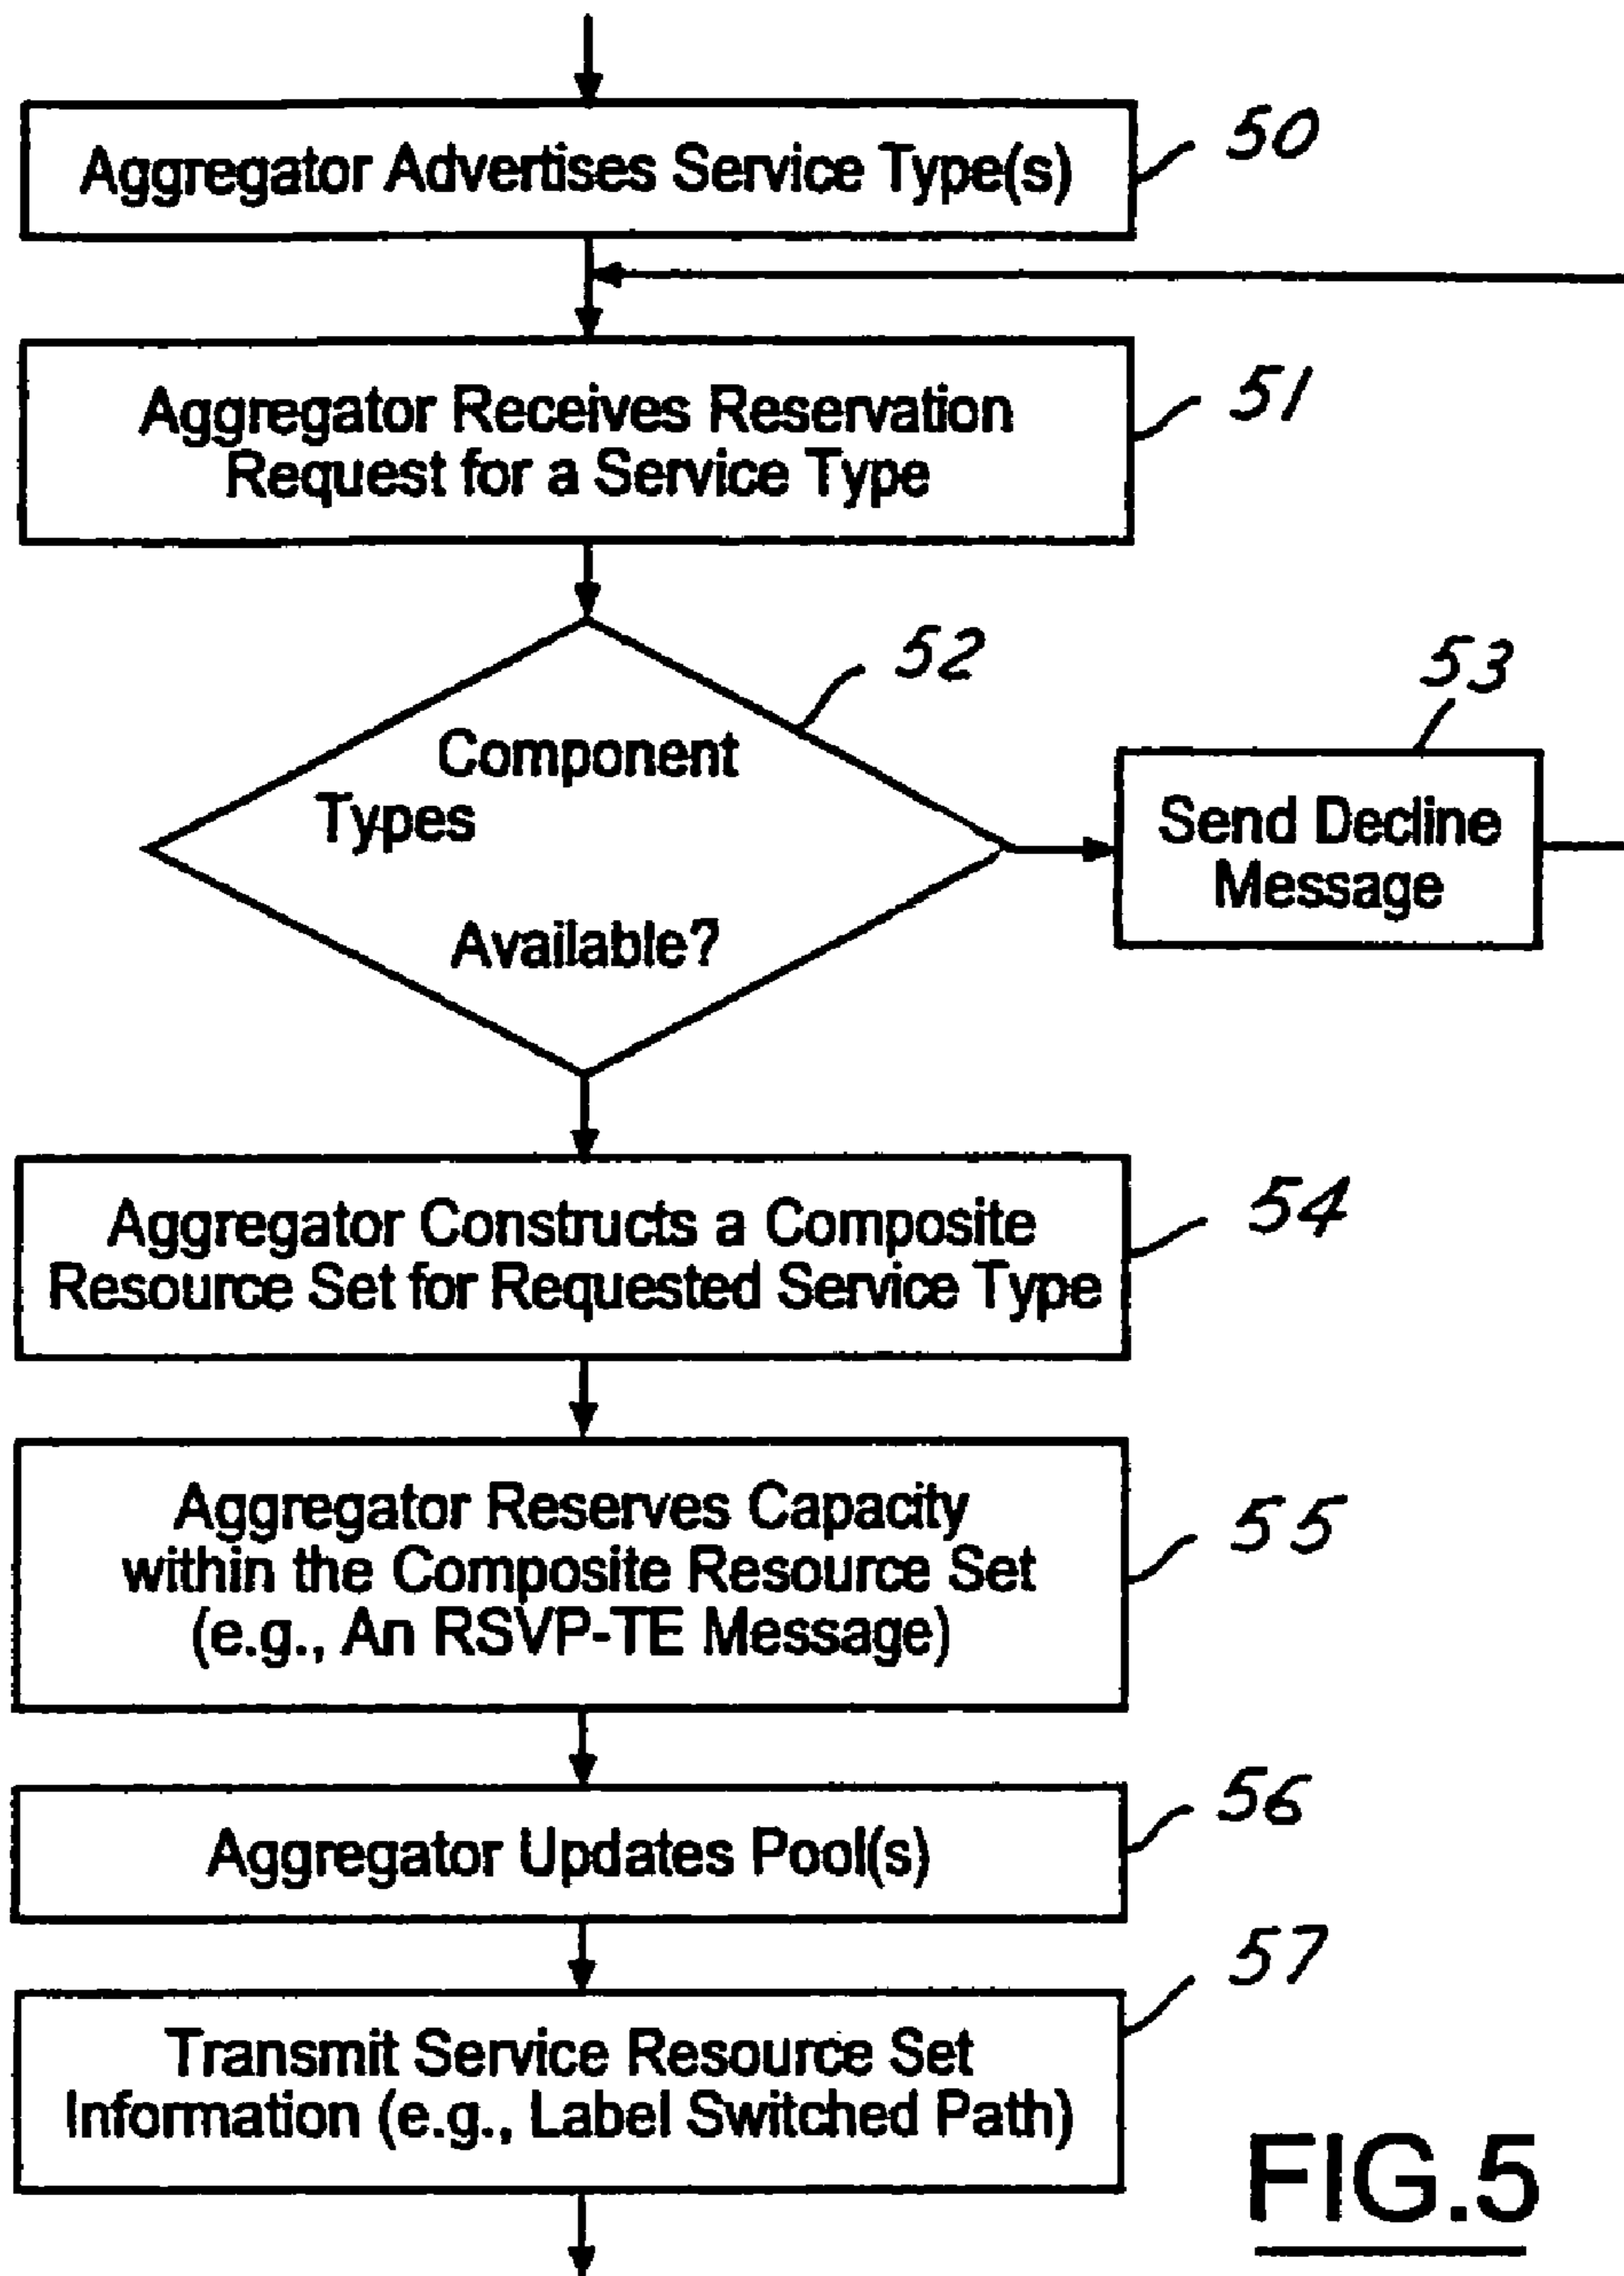 Aggregator Advertises Service Type(s)
50
Aggregator Receives Reservation
Request for a Service Type
51
52
Component
Types
Available?
53
Send Decline
Message
Aggregator Constructs a Composite
Resource Set for Requested Service Type
54
Aggregator Reserves Capacity
within the Composite Resource Set
(e.g., An RSVP-TE Message)
55
Aggregator Updates Pool(s)
56
57
Transmit Service Resource Set
Information (e.g., Label Switched Path)
FIG.5